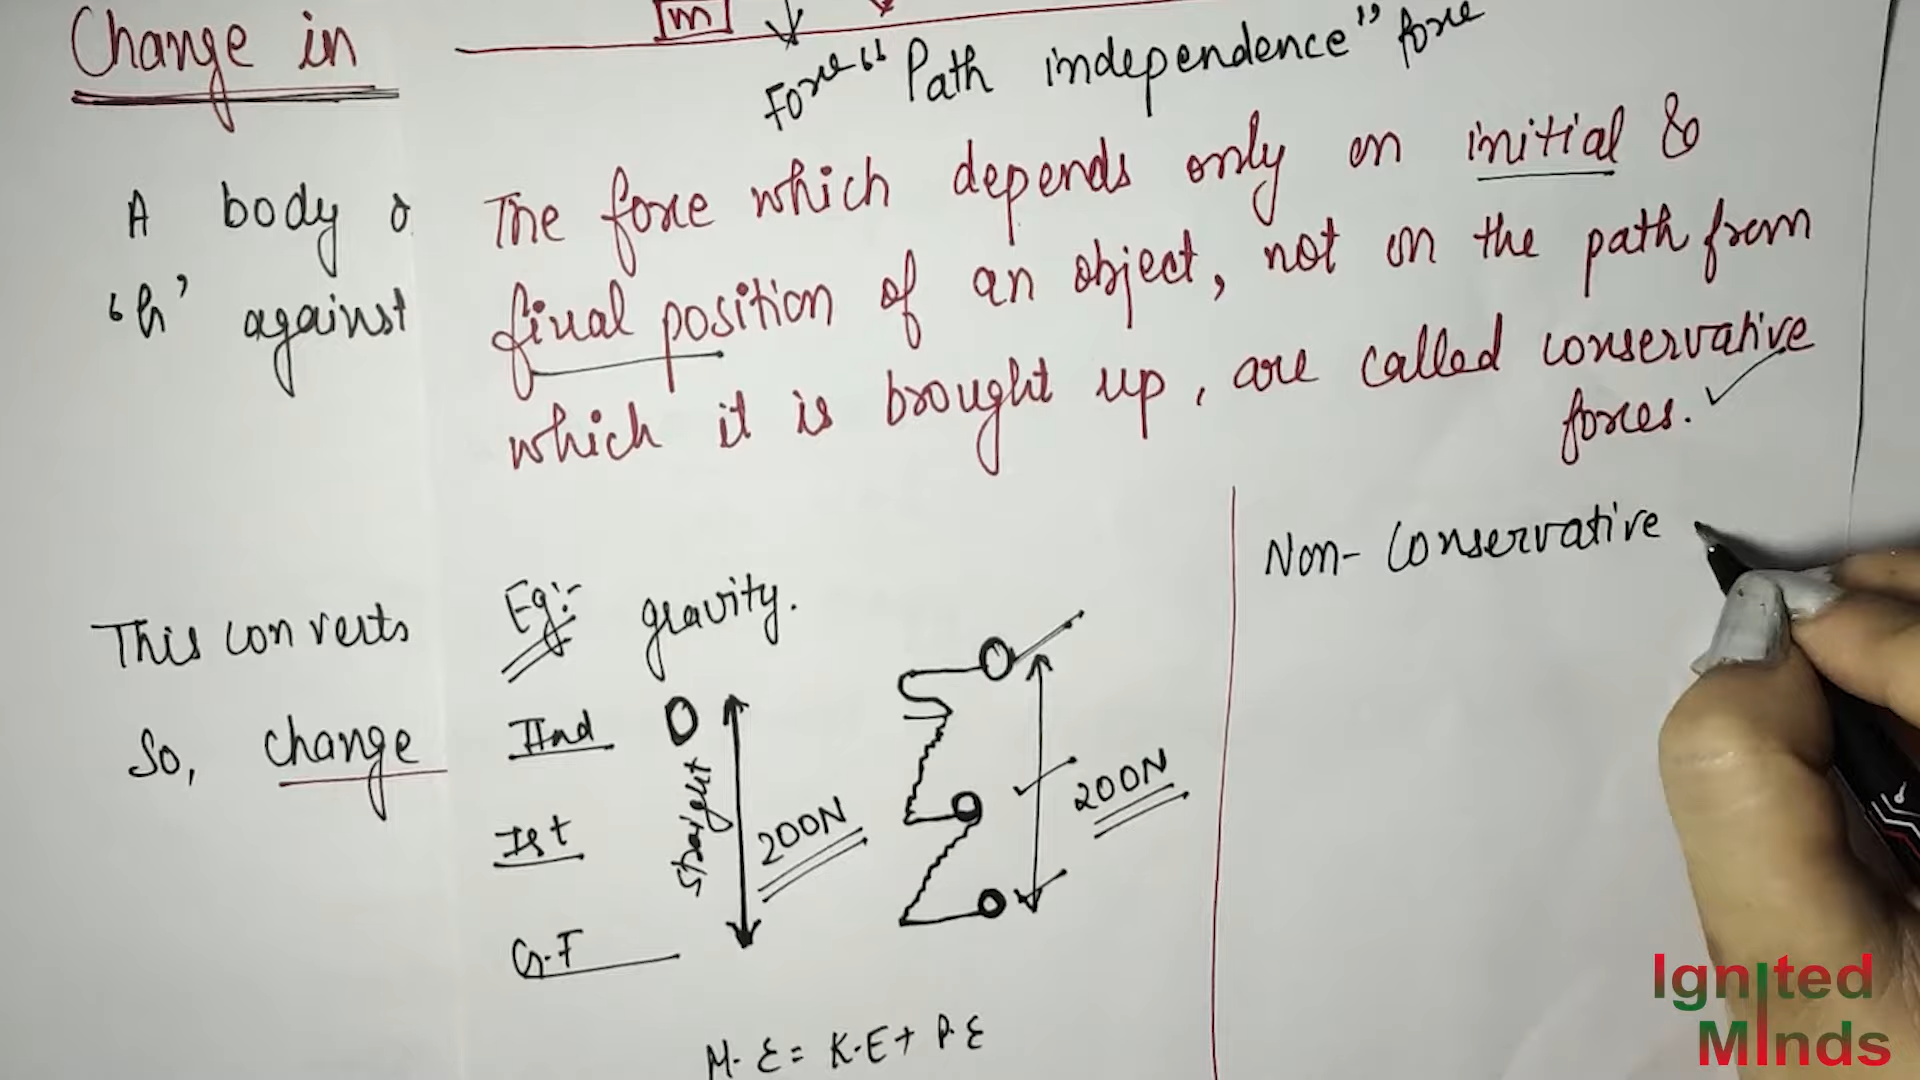 Change in
m
Force "Path independence" force
A body o
"h' against
The force which depends only on initial &
final position of an object, not on the path from
which it is brought up, are called conservative
forces.
This converts
So, change
Eg:- gravity.
IInd
Ist
G.F
straight
200N
200N
M.E = K.E + P.E
Non-Conservative
Ignited
Minds